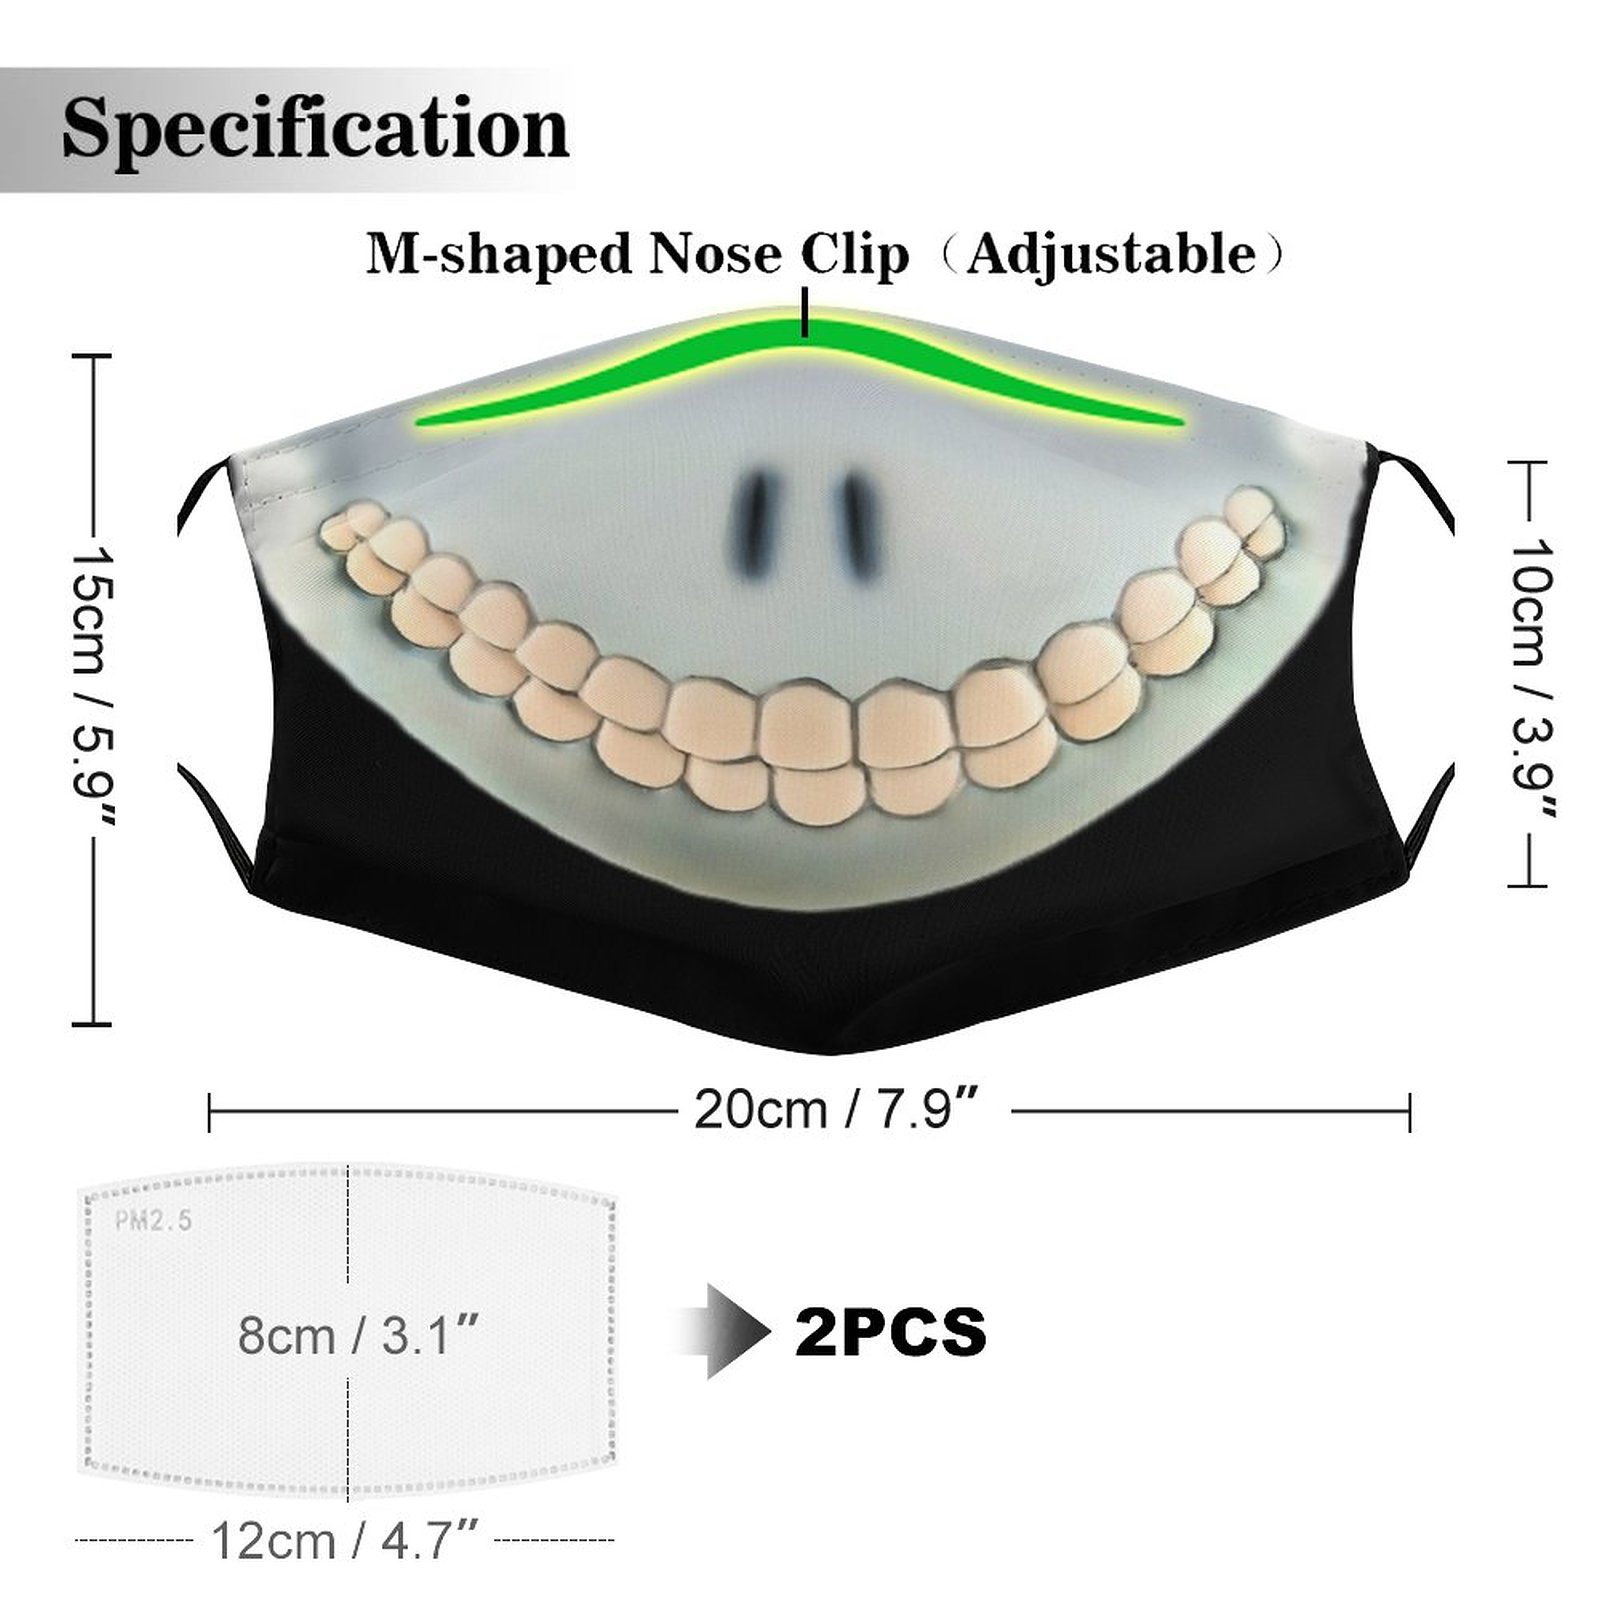 Specification
M-shaped Nose Clip（Adjustable）
15cm / 5.9″
10cm / 3.9″
20cm / 7.9″
PM2.5
8cm / 3.1″
2PCS
12cm / 4.7″